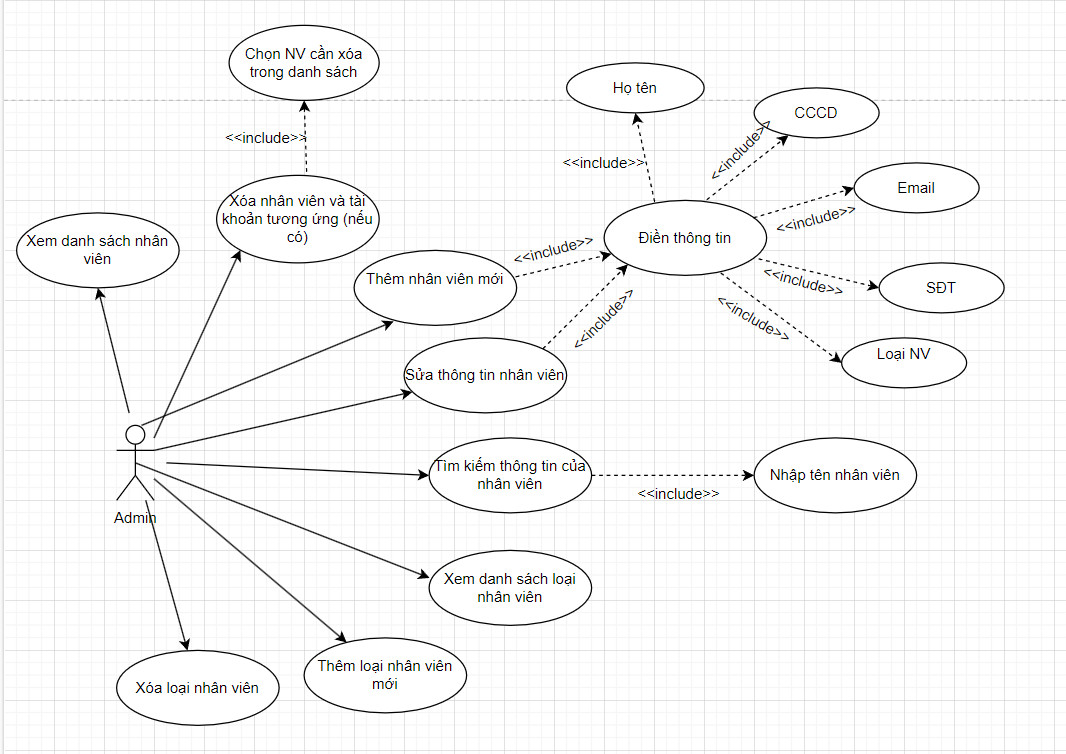 Chọn NV cần xóa
trong danh sách
<<include>>
Xóa nhân viên và tài
khoản tương ứng (nếu
có)
Xem danh sách nhân
viên
Họ tên
<<include>>
CCCD
<<include>>
Email
<<include>>
Điền thông tin
<<include>>
SĐT
<<include>>
Loại NV
<<include>>
Thêm nhân viên mới
<<include>>
Sửa thông tin nhân viên
<<include>>
Tìm kiếm thông tin của
nhân viên
<<include>>
Nhập tên nhân viên
Admin
Xem danh sách loại
nhân viên
Thêm loại nhân viên
mới
Xóa loại nhân viên